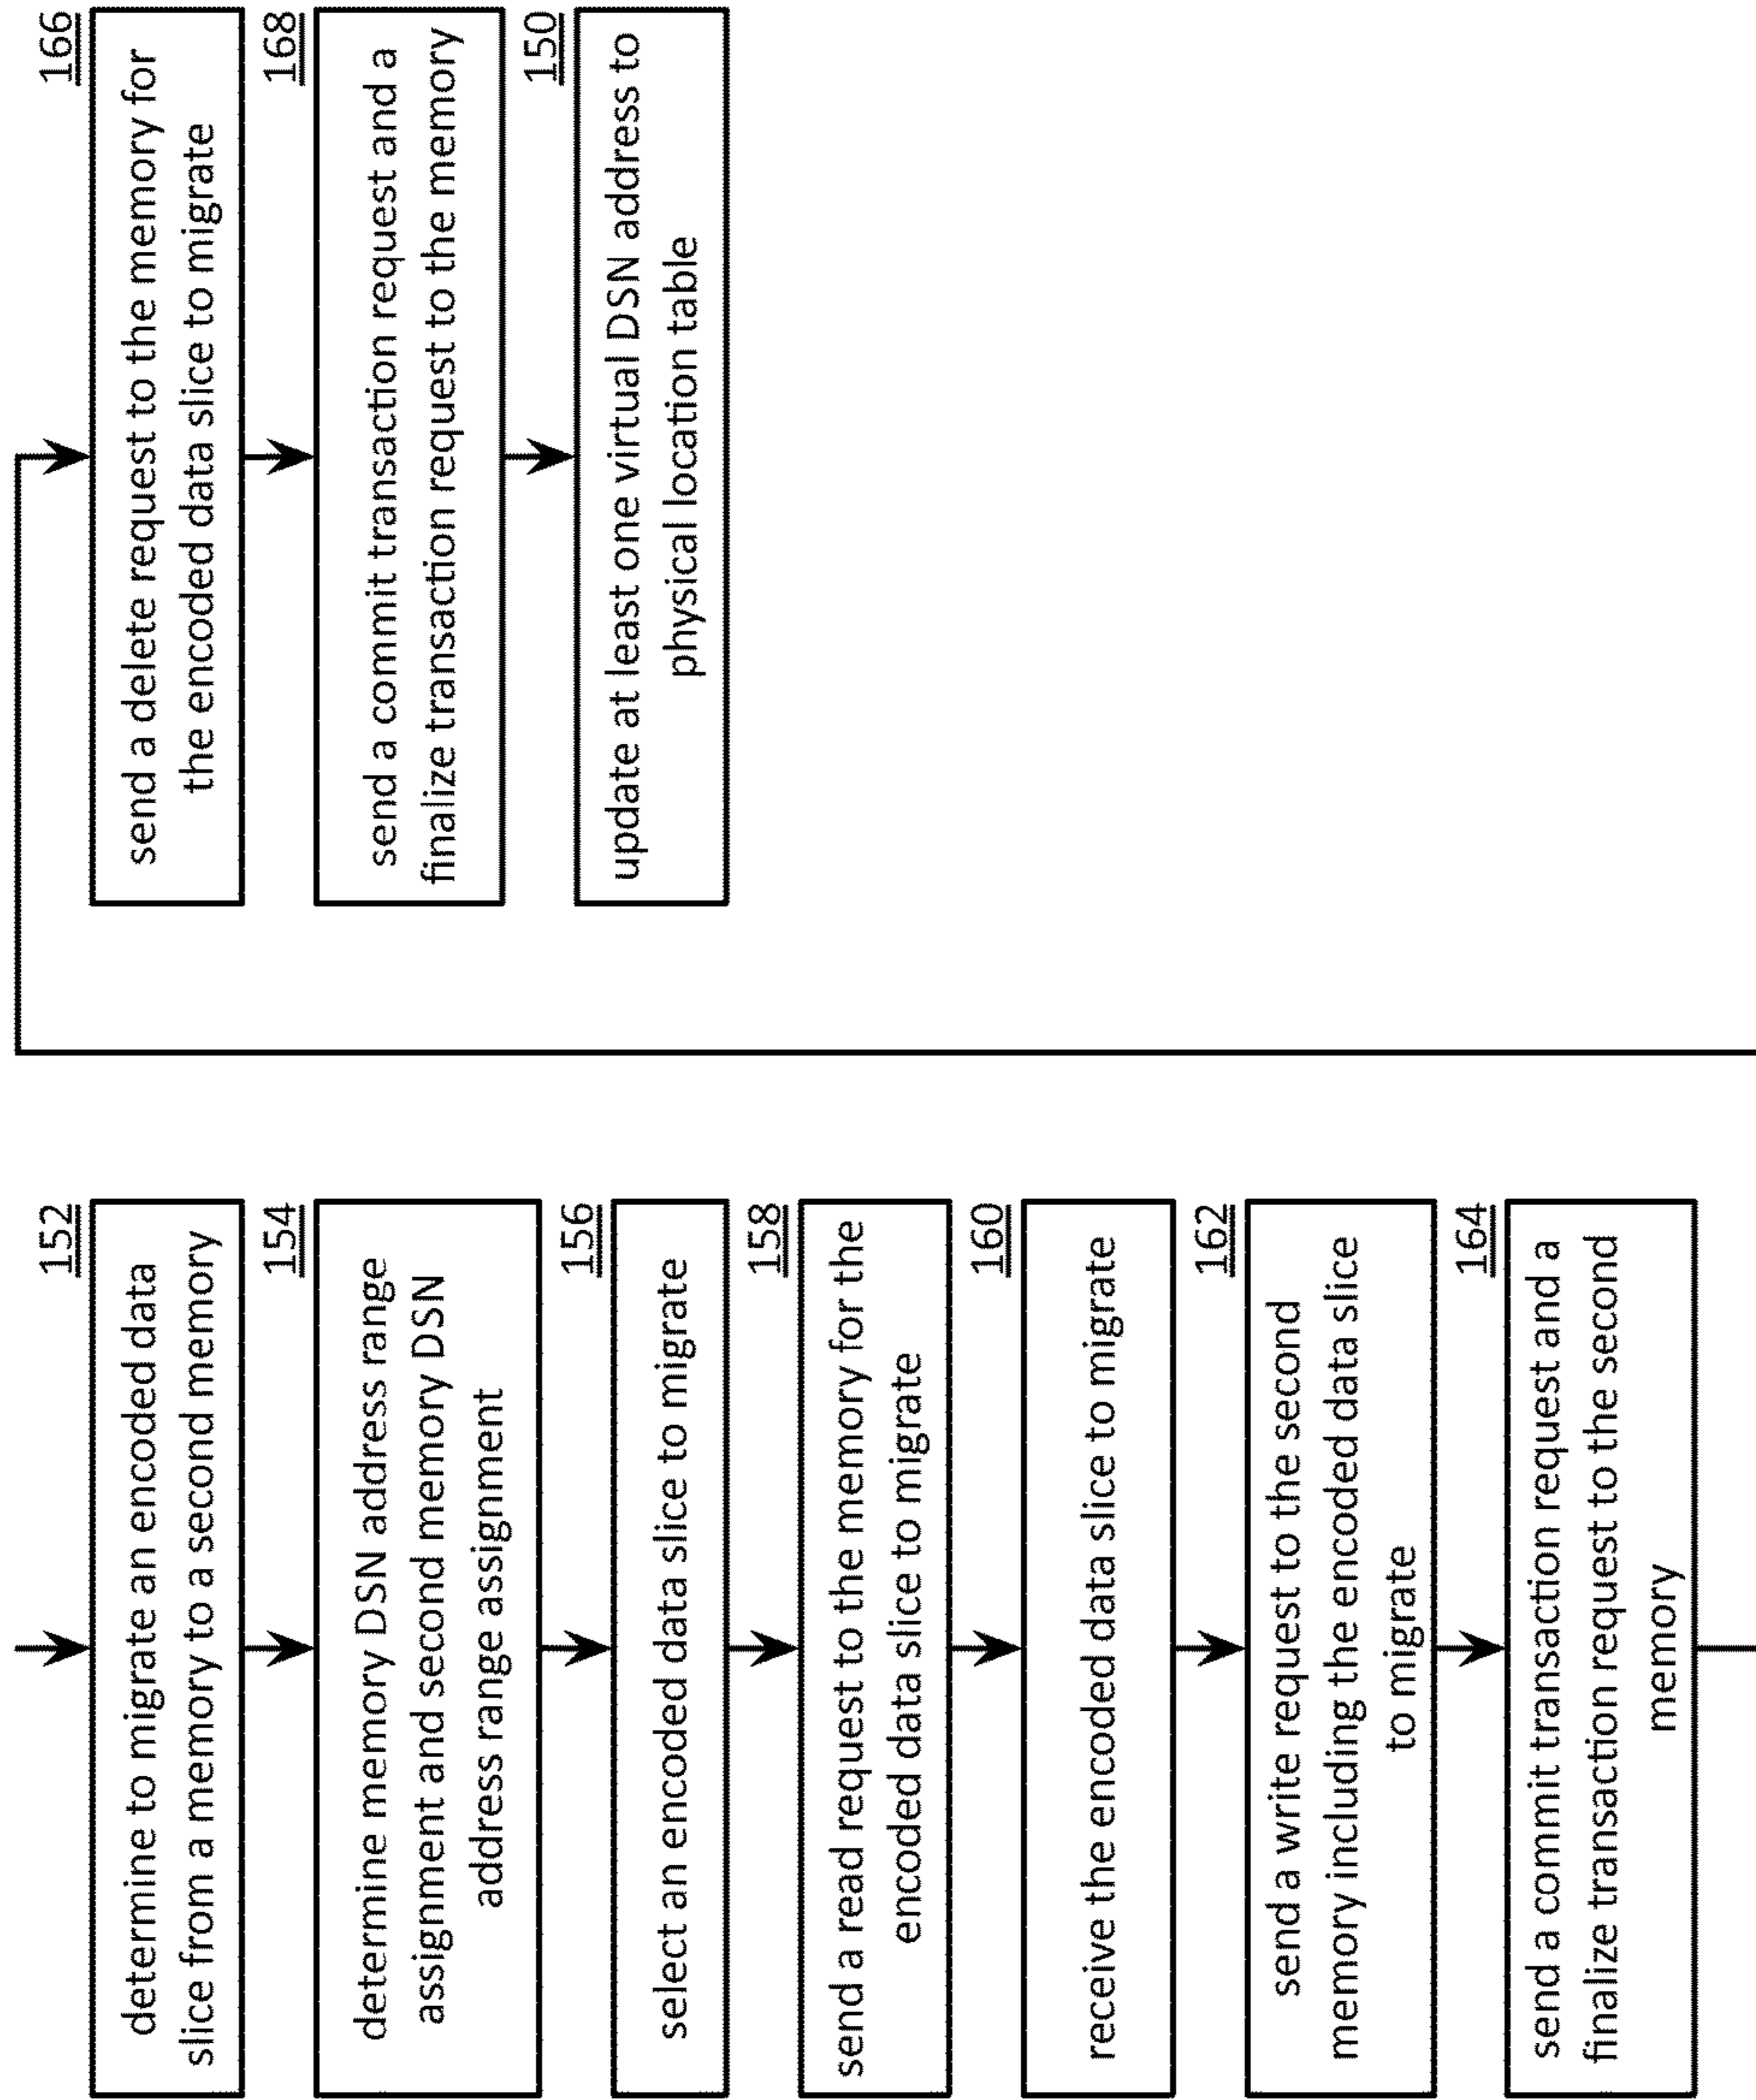 152
determine to migrate an encoded data
slice from a memory to a second memory
154
determine memory DSN address range
assignment and second memory DSN
address range assignment
156
select an encoded data slice to migrate
158
send a read request to the memory for the
encoded data slice to migrate
160
receive the encoded data slice to migrate
162
send a write request to the second
memory including the encoded data slice
to migrate
164
send a commit transaction request and a
finalize transaction request to the second
memory
166
send a delete request to the memory for
the encoded data slice to migrate
168
send a commit transaction request and a
finalize transaction request to the memory
150
update at least one virtual DSN address to
physical location table